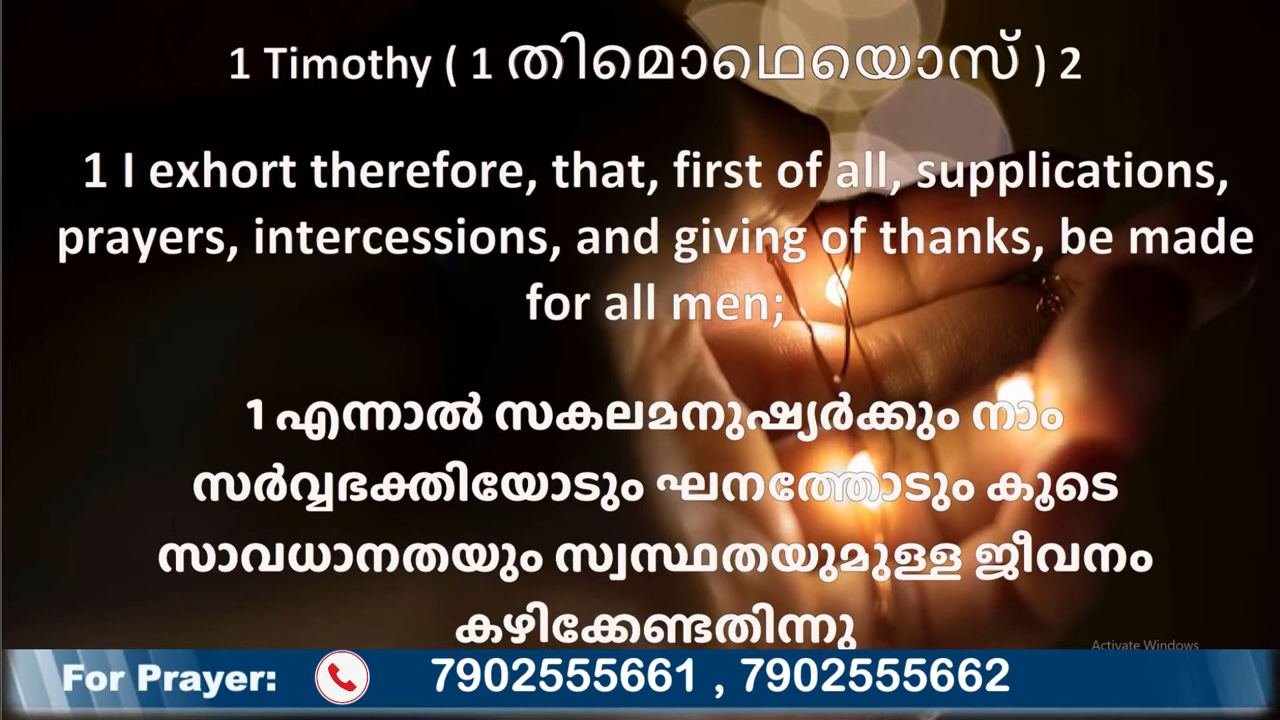 1 Timothy ( 1 തിമൊഥെയൊസ് ) 2
1 I exhort therefore, that, first of all, supplications,
prayers, intercessions, and giving of thanks, be made
for all men;
1 എന്നാൽ സകലമനുഷ്യർക്കും നാം
സർവ്വഭക്തിയോടും ഘനത്തോടും കൂടെ
സാവധാനതയും സ്വസ്ഥതയുമുള്ള ജീവനം
കഴിക്കേണ്ടതിന്നു
Activate Windows
For Prayer: 7902555661 , 7902555662